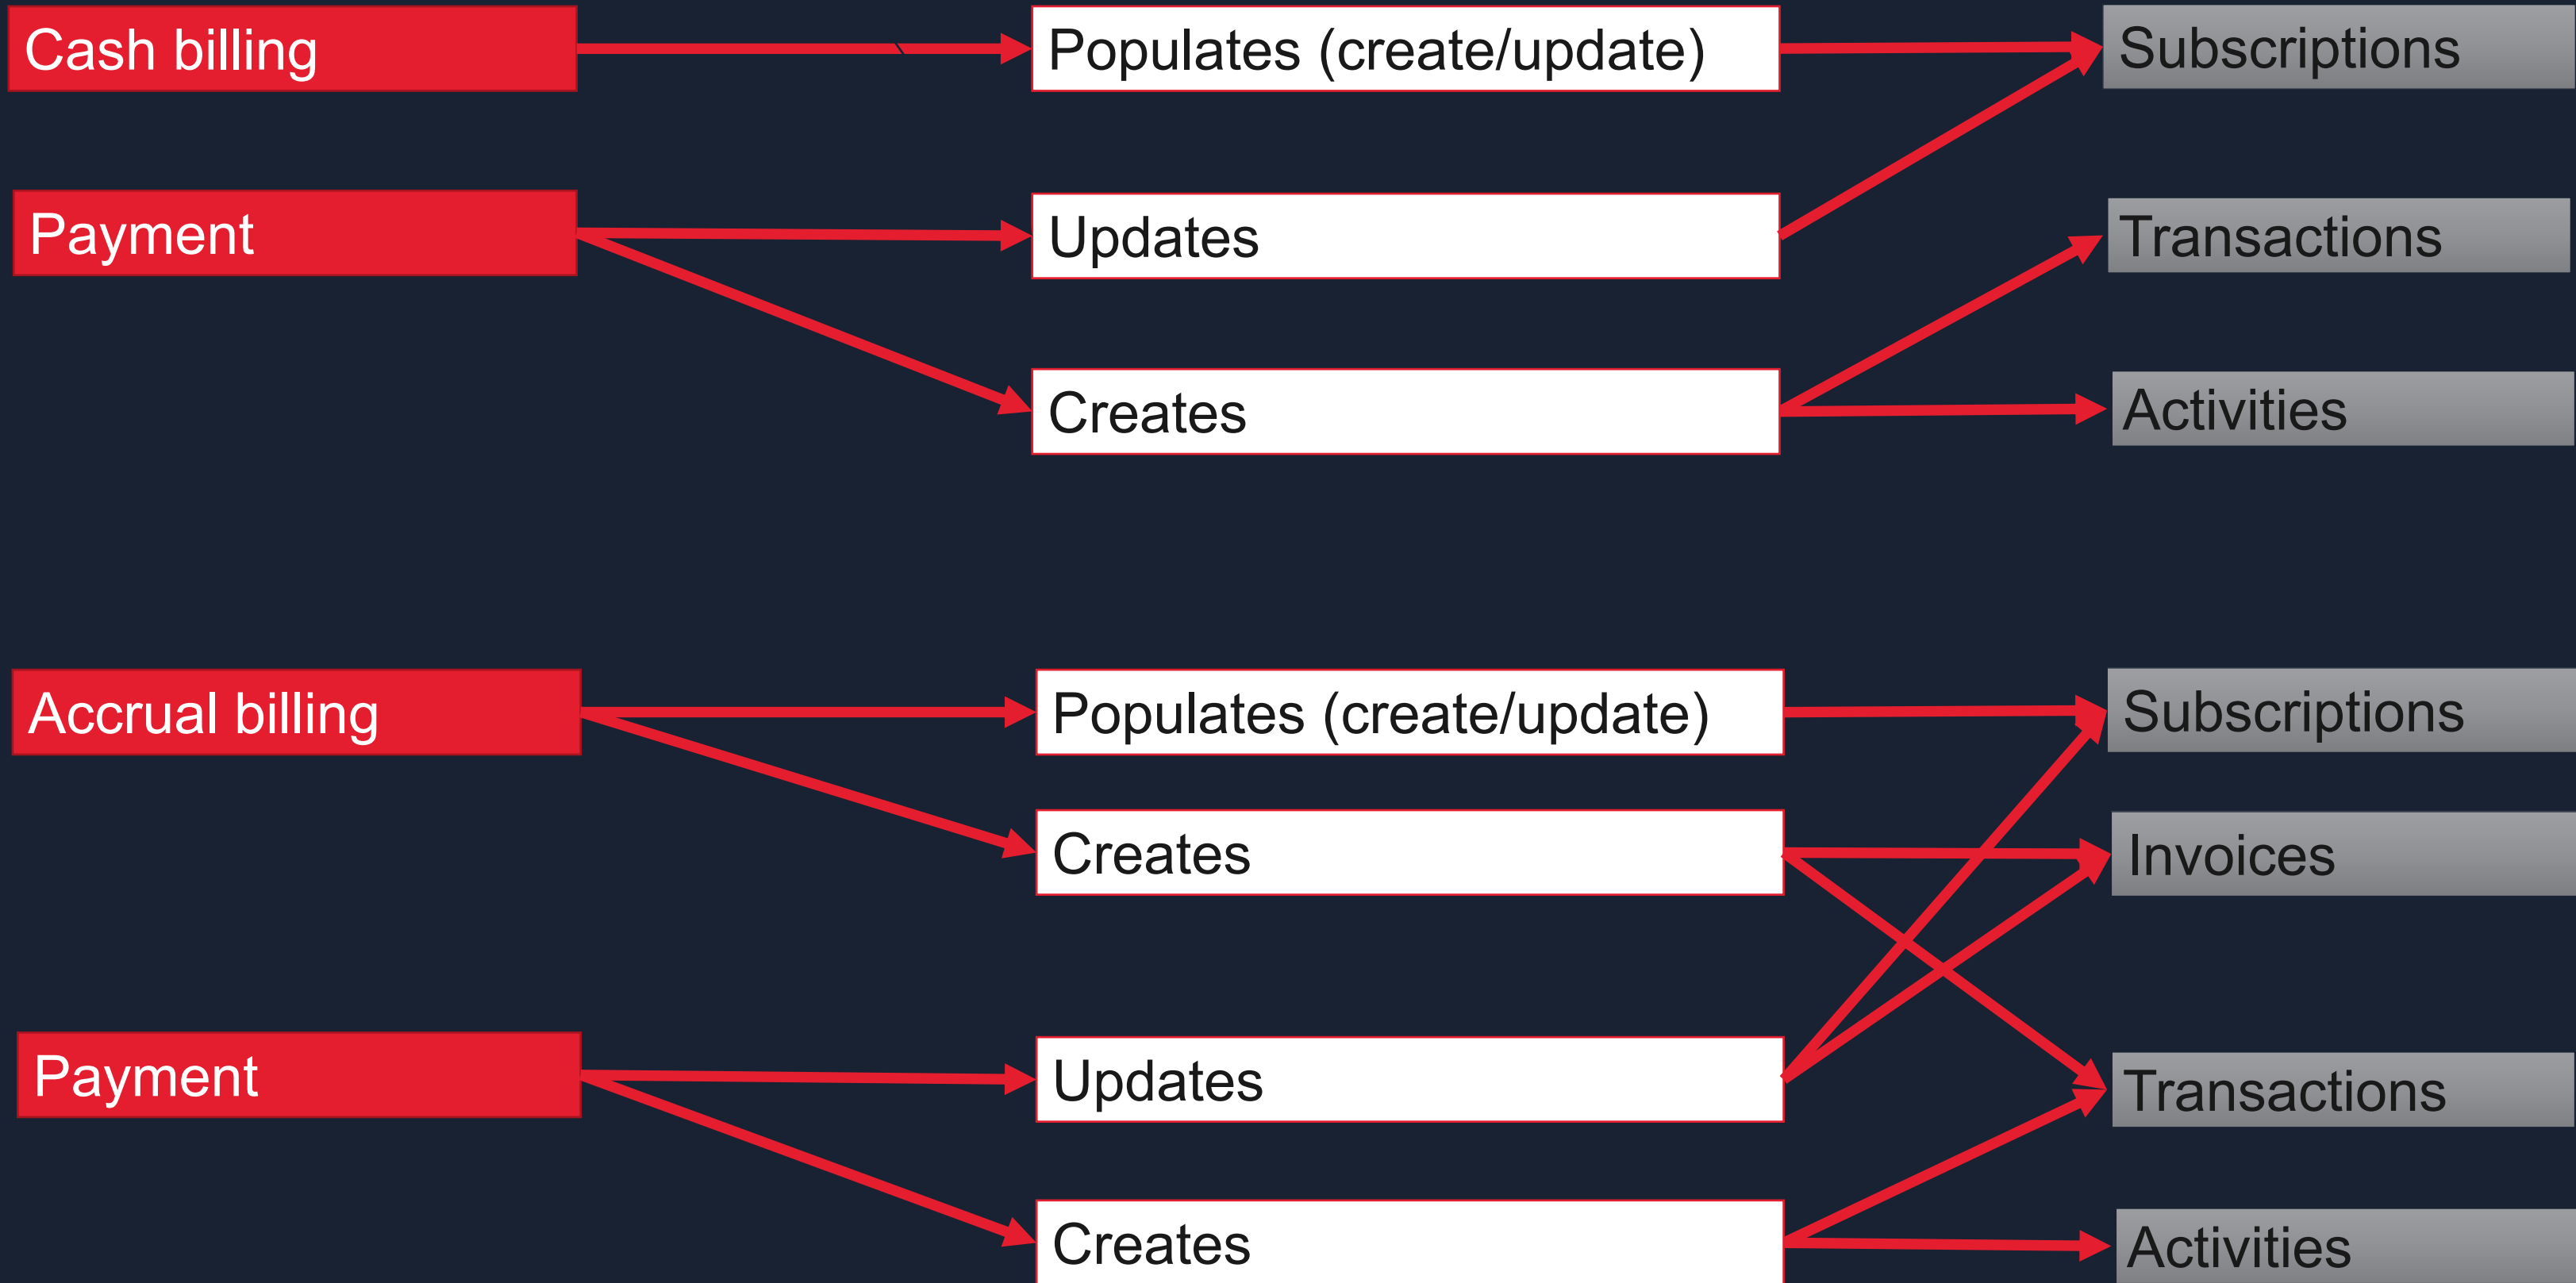 Cash billing
Populates (create/update)
Subscriptions
Payment
Updates
Transactions
Creates
Activities
Accrual billing
Populates (create/update)
Subscriptions
Creates
Invoices
Payment
Updates
Transactions
Creates
Activities